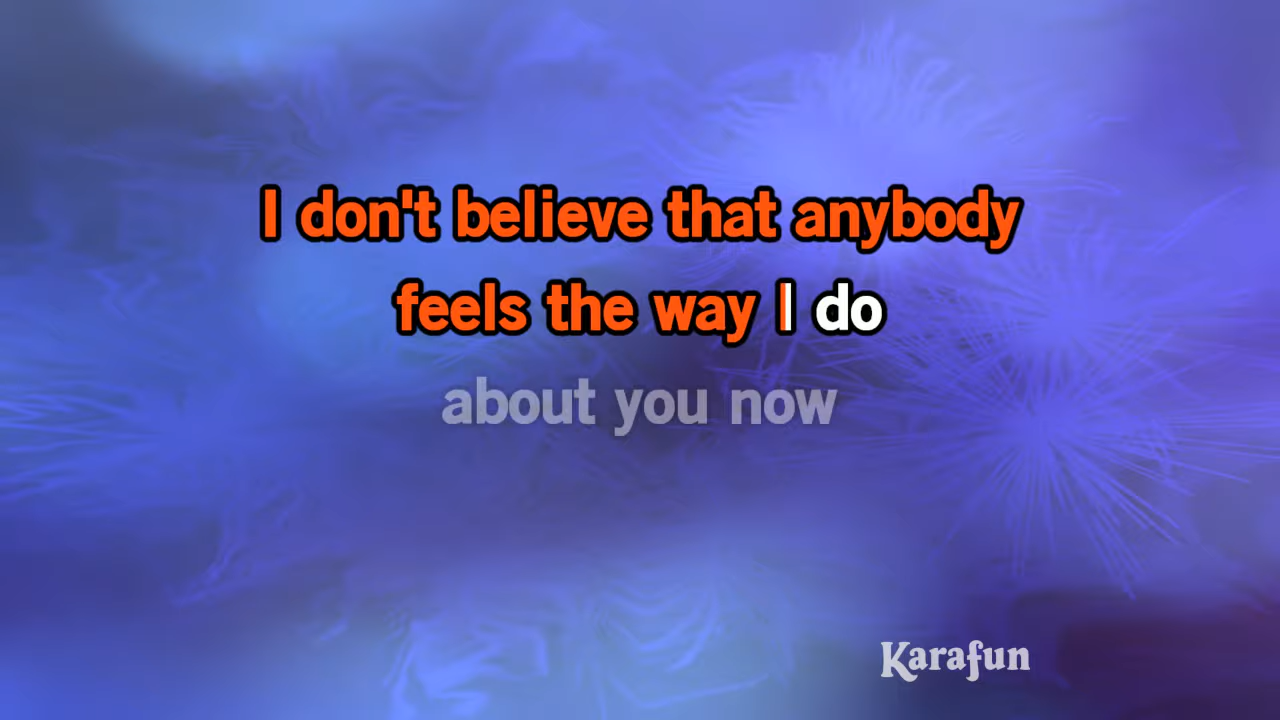 I don't believe that anybody
feels the way I do
about you now
Karafun